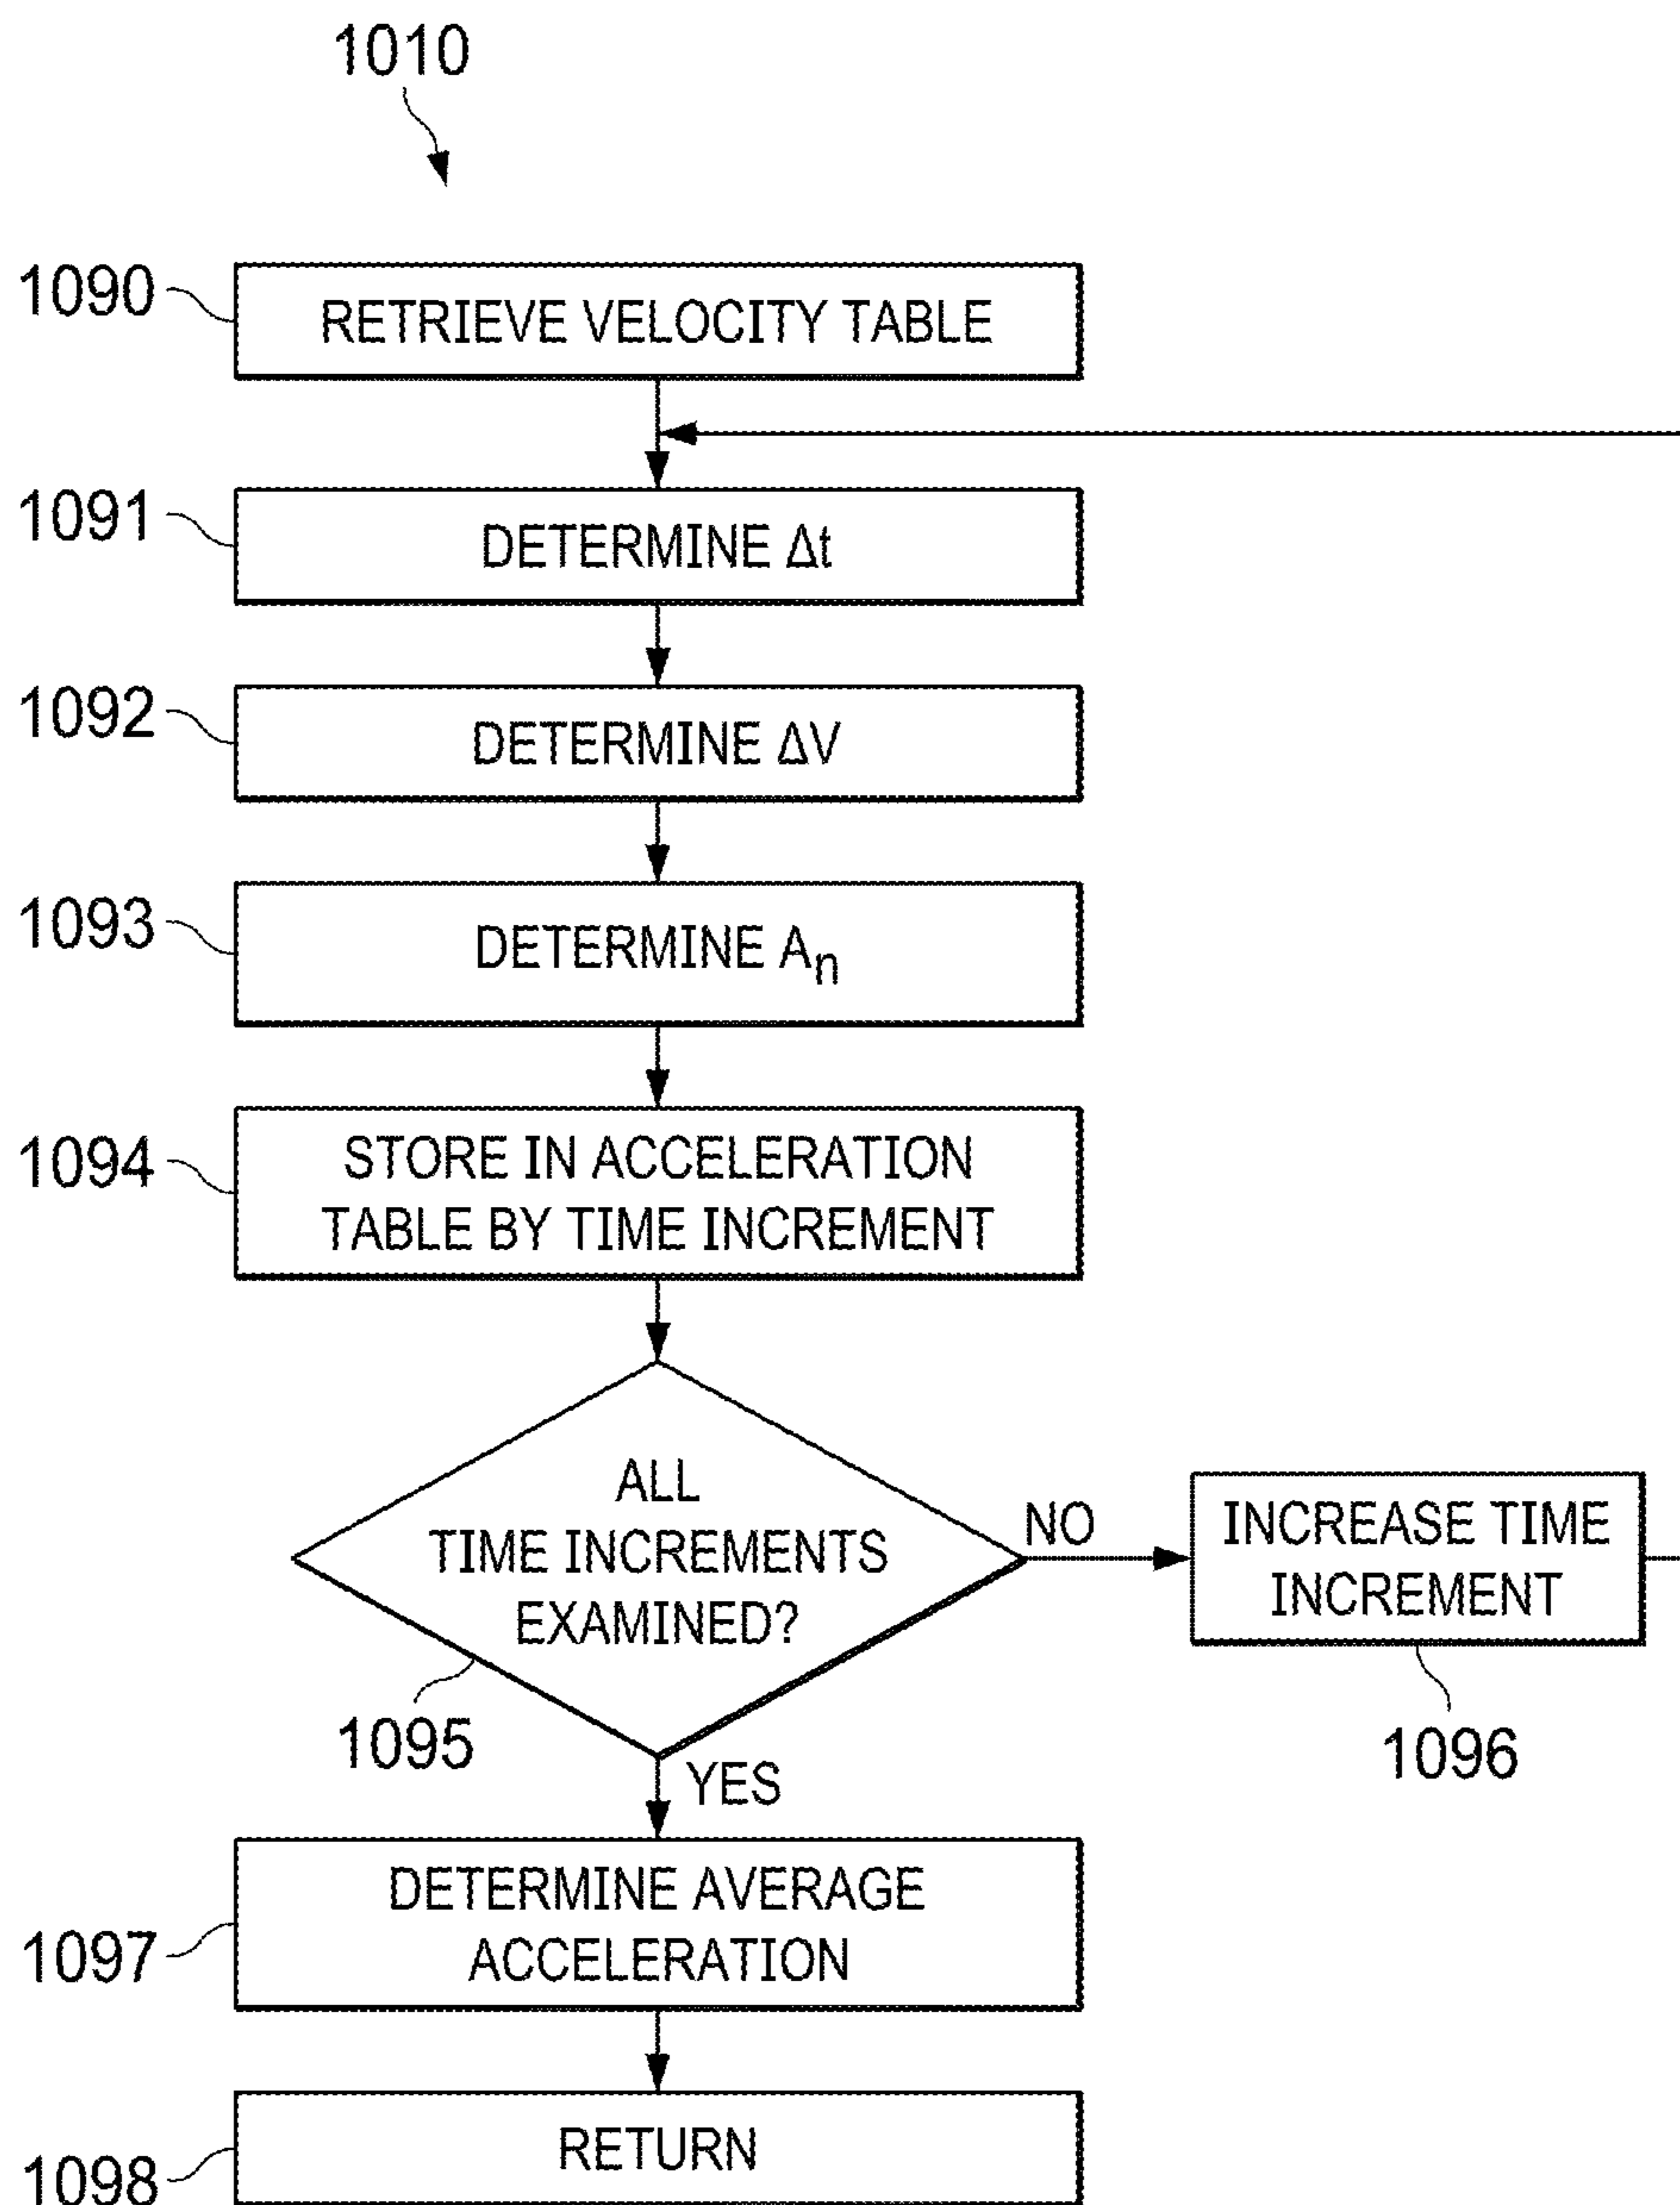 1010
1090
RETRIEVE VELOCITY TABLE
1091
DETERMINE Δt
1092
DETERMINE ΔV
1093
DETERMINE An
1094
STORE IN ACCELERATION
TABLE BY TIME INCREMENT
ALL
TIME INCREMENTS
EXAMINED?
1095
NO
INCREASE TIME
INCREMENT
1096
YES
1097
DETERMINE AVERAGE
ACCELERATION
1098
RETURN